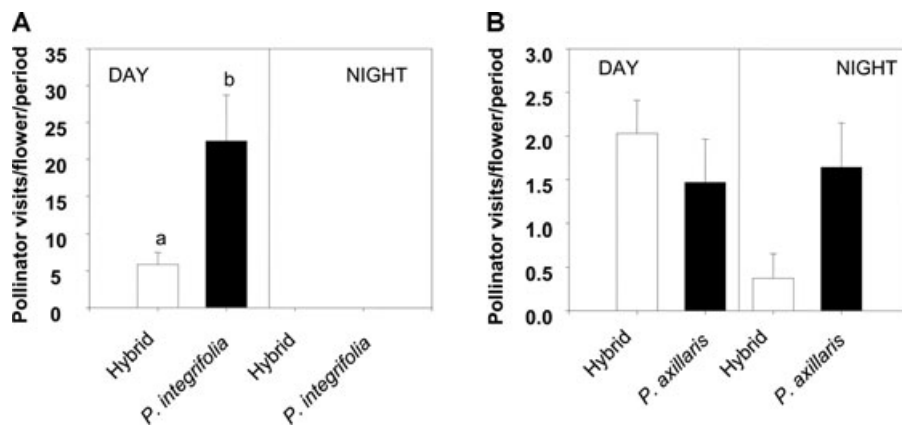 A
Pollinator visits/flower/period
35
30
25
20
15
10
5
0
DAY
NIGHT
a
b
Hybrid
P. integrifolia
Hybrid
P. integrifolia
B
Pollinator visits/flower/period
3.0
2.5
2.0
1.5
0.5
0.0
DAY
NIGHT
Hybrid
P. axillaris
Hybrid
P. axillaris